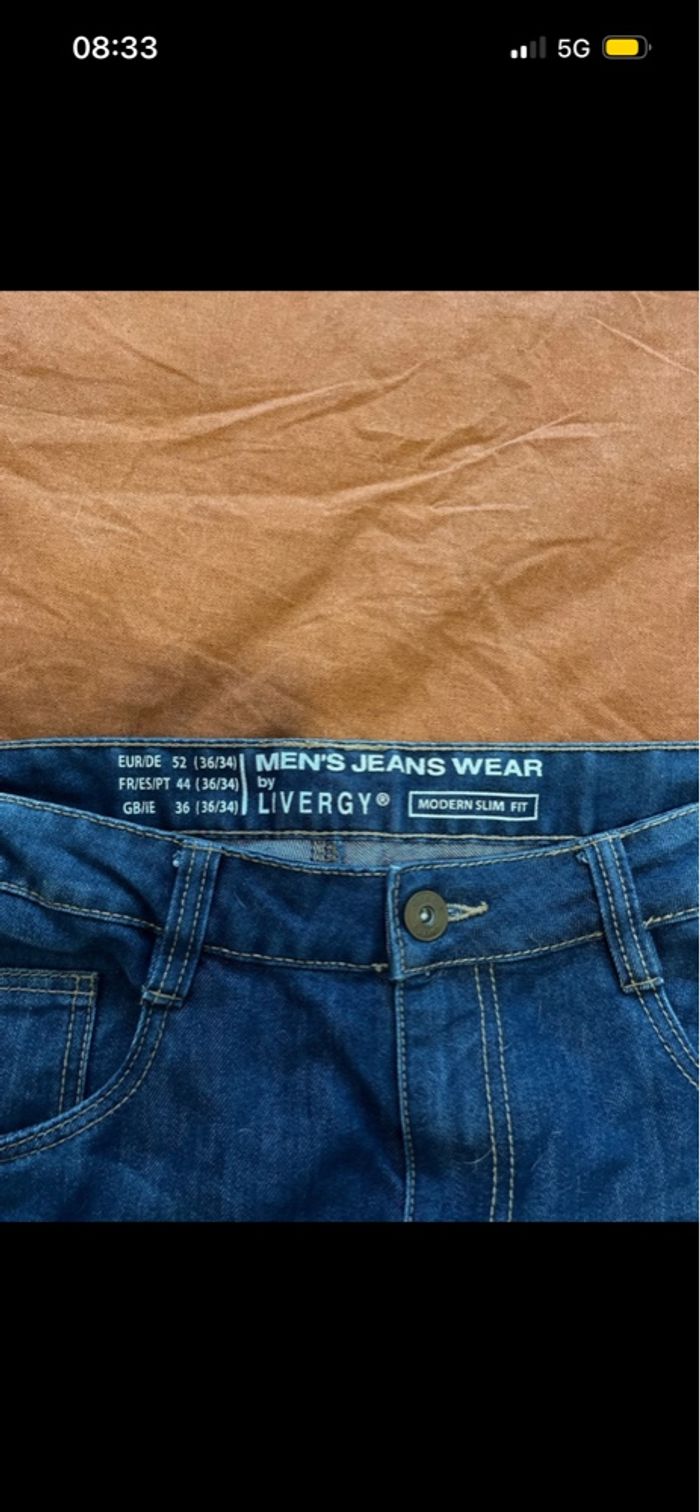 08:33 5G
EUR/DE 52 (36/34)
FR/ES/PT 44 (36/34)
GB/IE 36 (36/34)
MEN'S JEANS WEAR
by
LIVERGY®
MODERN SLIM FIT